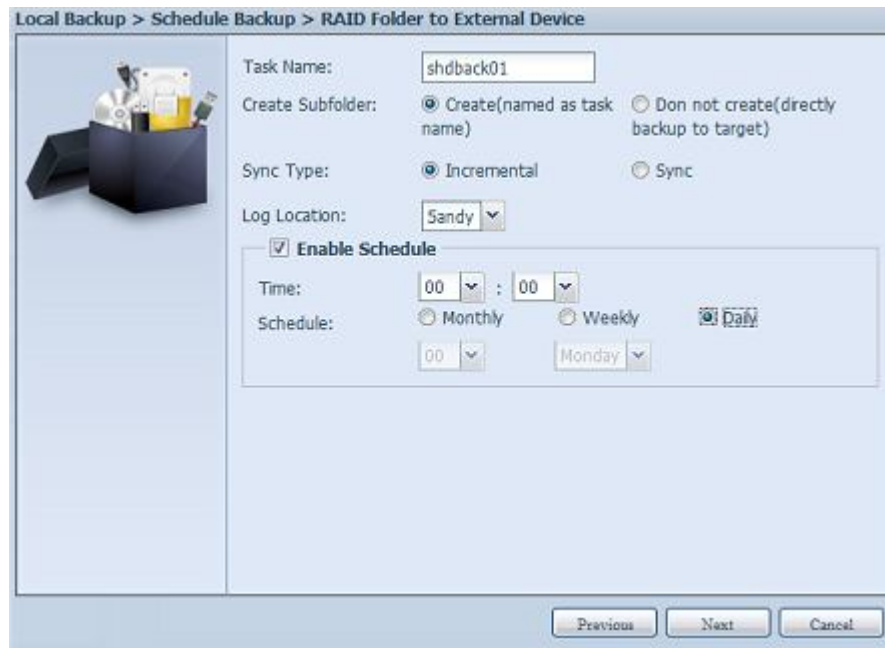 Local Backup > Schedule Backup > RAID Folder to External Device
Task Name: shdback01
Create Subfolder: Create(named as task name) Don not create(directly backup to target)
Sync Type: Incremental Sync
Log Location: Sandy
Enable Schedule
Time: 00 : 00
Schedule: Monthly Weekly Daily
00 Monday
Previous Next Cancel